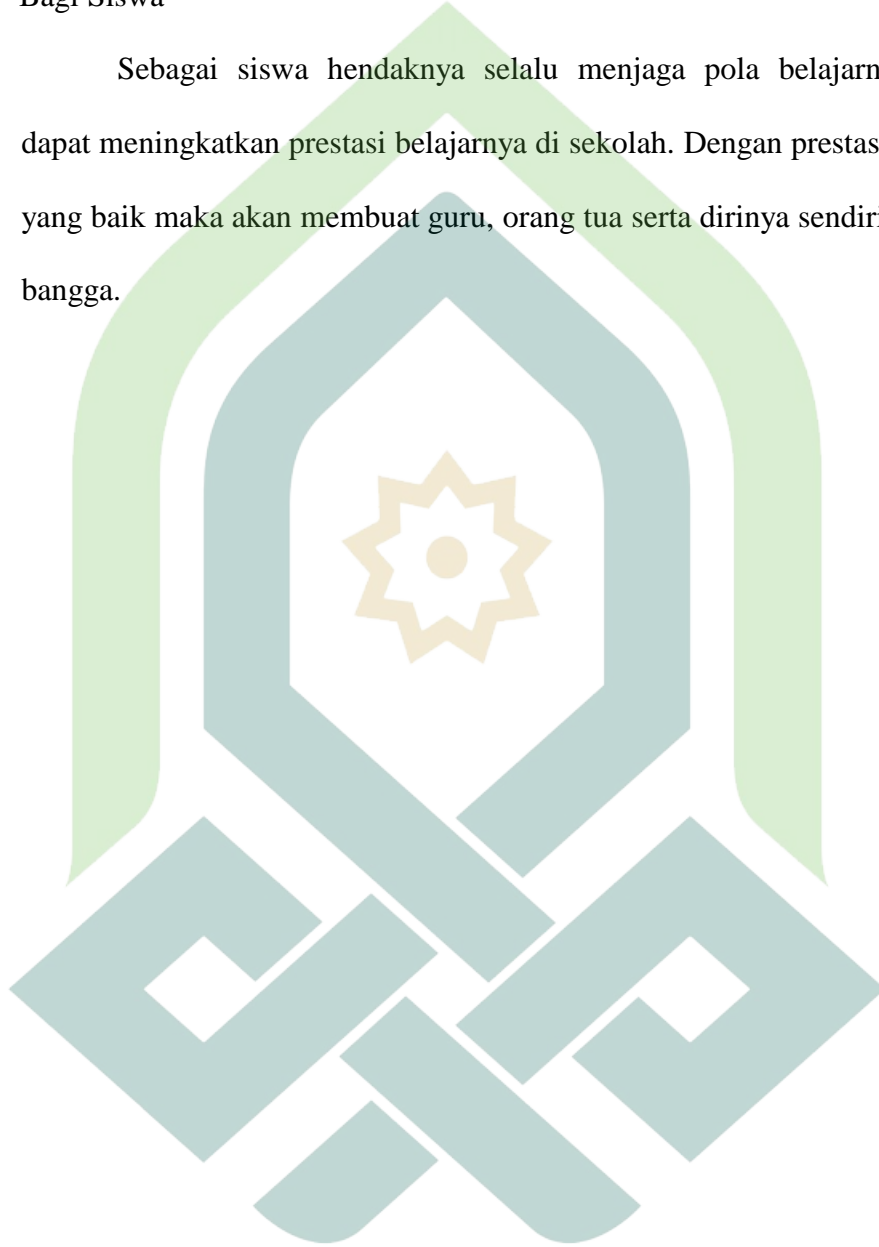 Bagi Siswa
Sebagai siswa hendaknya selalu menjaga pola belajarn
dapat meningkatkan prestasi belajarnya di sekolah. Dengan prestas
yang baik maka akan membuat guru, orang tua serta dirinya sendiri
bangga.